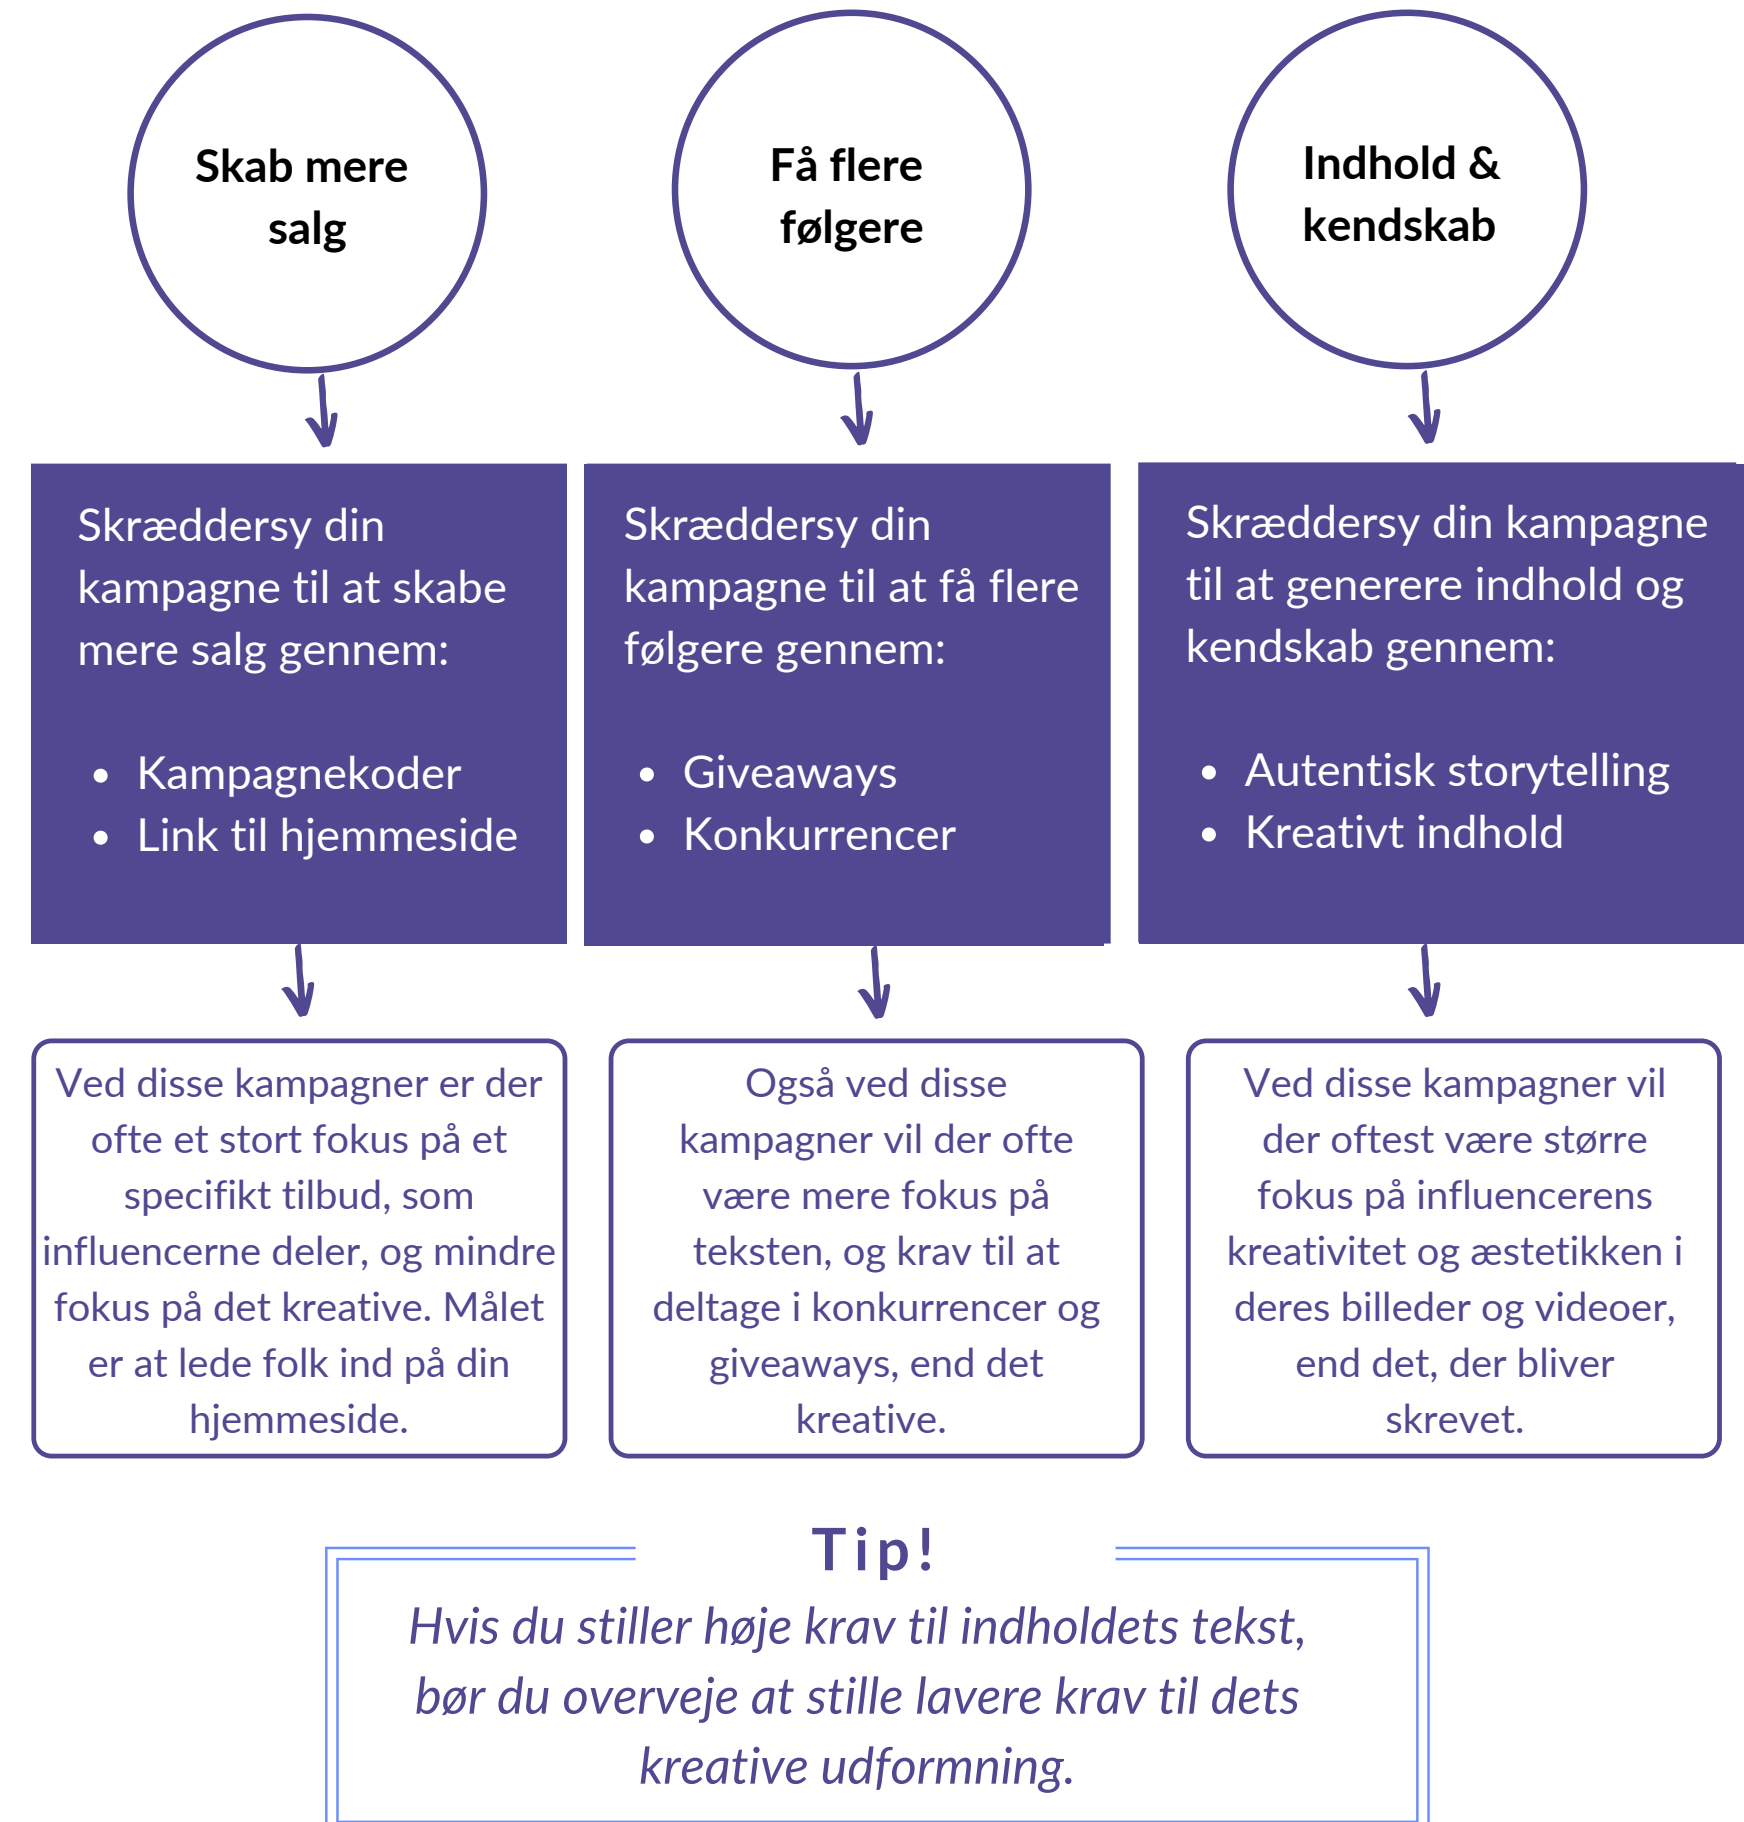 Skab mere
salg
Skræddersy din
kampagne til at skabe
mere salg gennem:
• Kampagnekoder
• Link til hjemmeside
Ved disse kampagner er der
ofte et stort fokus på et
specifikt tilbud, som
influencerne deler, og mindre
fokus på det kreative. Målet
er at lede folk ind på din
hjemmeside.
Få flere
følgere
Skræddersy din
kampagne til at få flere
følgere gennem:
• Giveaways
• Konkurrencer
Også ved disse
kampagner vil der ofte
være mere fokus på
teksten, og krav til at
deltage i konkurrencer og
giveaways, end det
kreative.
Indhold &
kendskab
Skræddersy din kampagne
til at generere indhold og
kendskab gennem:
• Autentisk storytelling
• Kreativt indhold
Ved disse kampagner vil
der oftest være større
fokus på influencerens
kreativitet og æstetikken i
deres billeder og videoer,
end det, der bliver
skrevet.
Tip!
Hvis du stiller høje krav til indholdets tekst,
bør du overveje at stille lavere krav til dets
kreative udformning.